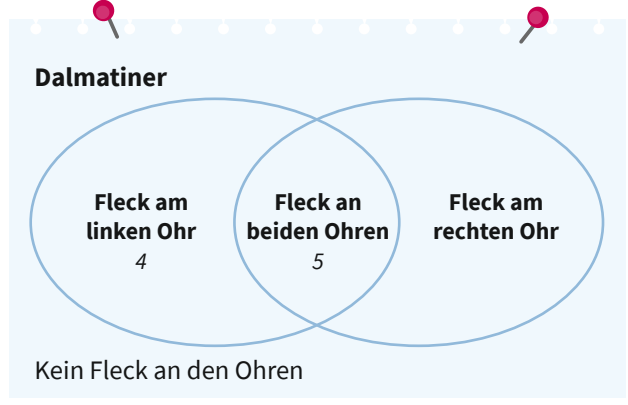 Dalmatiner
Fleck am
linken Ohr
4
Fleck an
beiden Ohren
5
Fleck am
rechten Ohr
Kein Fleck an den Ohren